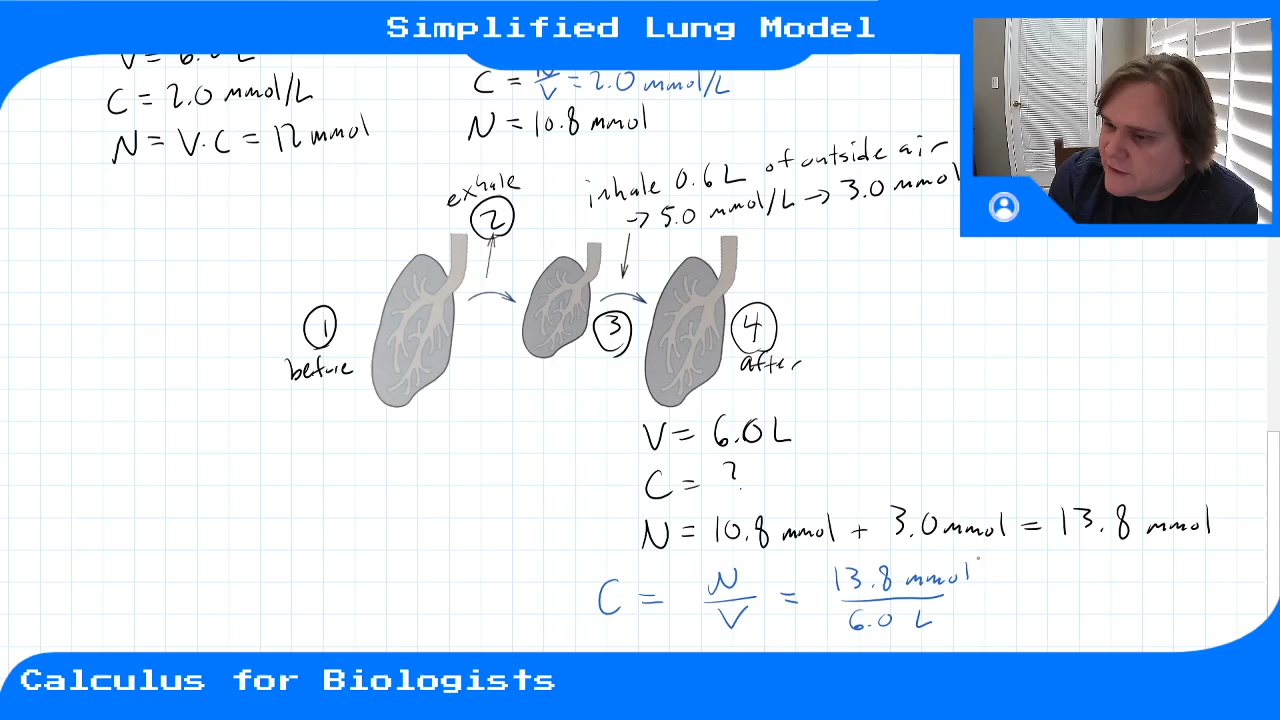 Simplified Lung Model
V = 6.0 L
C = 2.0 mmol/L
N = V·C = 12 mmol
C = N/V = 2.0 mmol/L
N = 10.8 mmol
exhale
2
inhale 0.6 L of outside air
→ 5.0 mmol/L → 3.0 mmol
1
before
3
4
after
V = 6.0 L
C = ?
N = 10.8 mmol + 3.0 mmol = 13.8 mmol
C = N/V = 13.8 mmol / 6.0 L
Calculus for Biologists